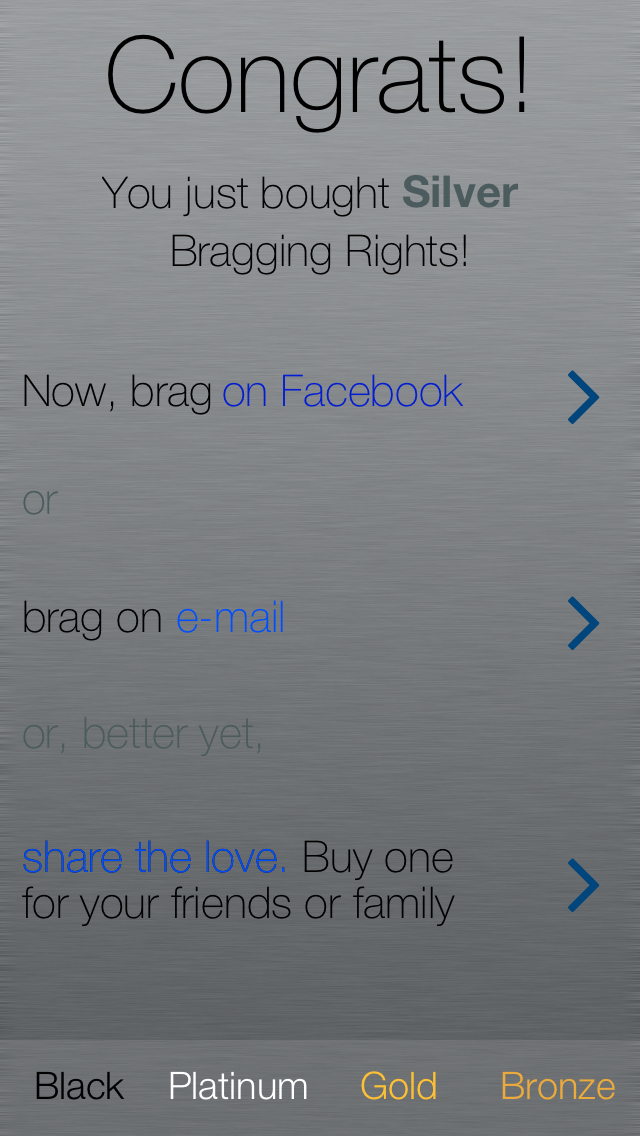 Congrats!
You just bought Silver
Bragging Rights!
Now, brag on Facebook
or
brag on e-mail
or, better yet,
share the love. Buy one
for your friends or family
Black Platinum Gold Bronze